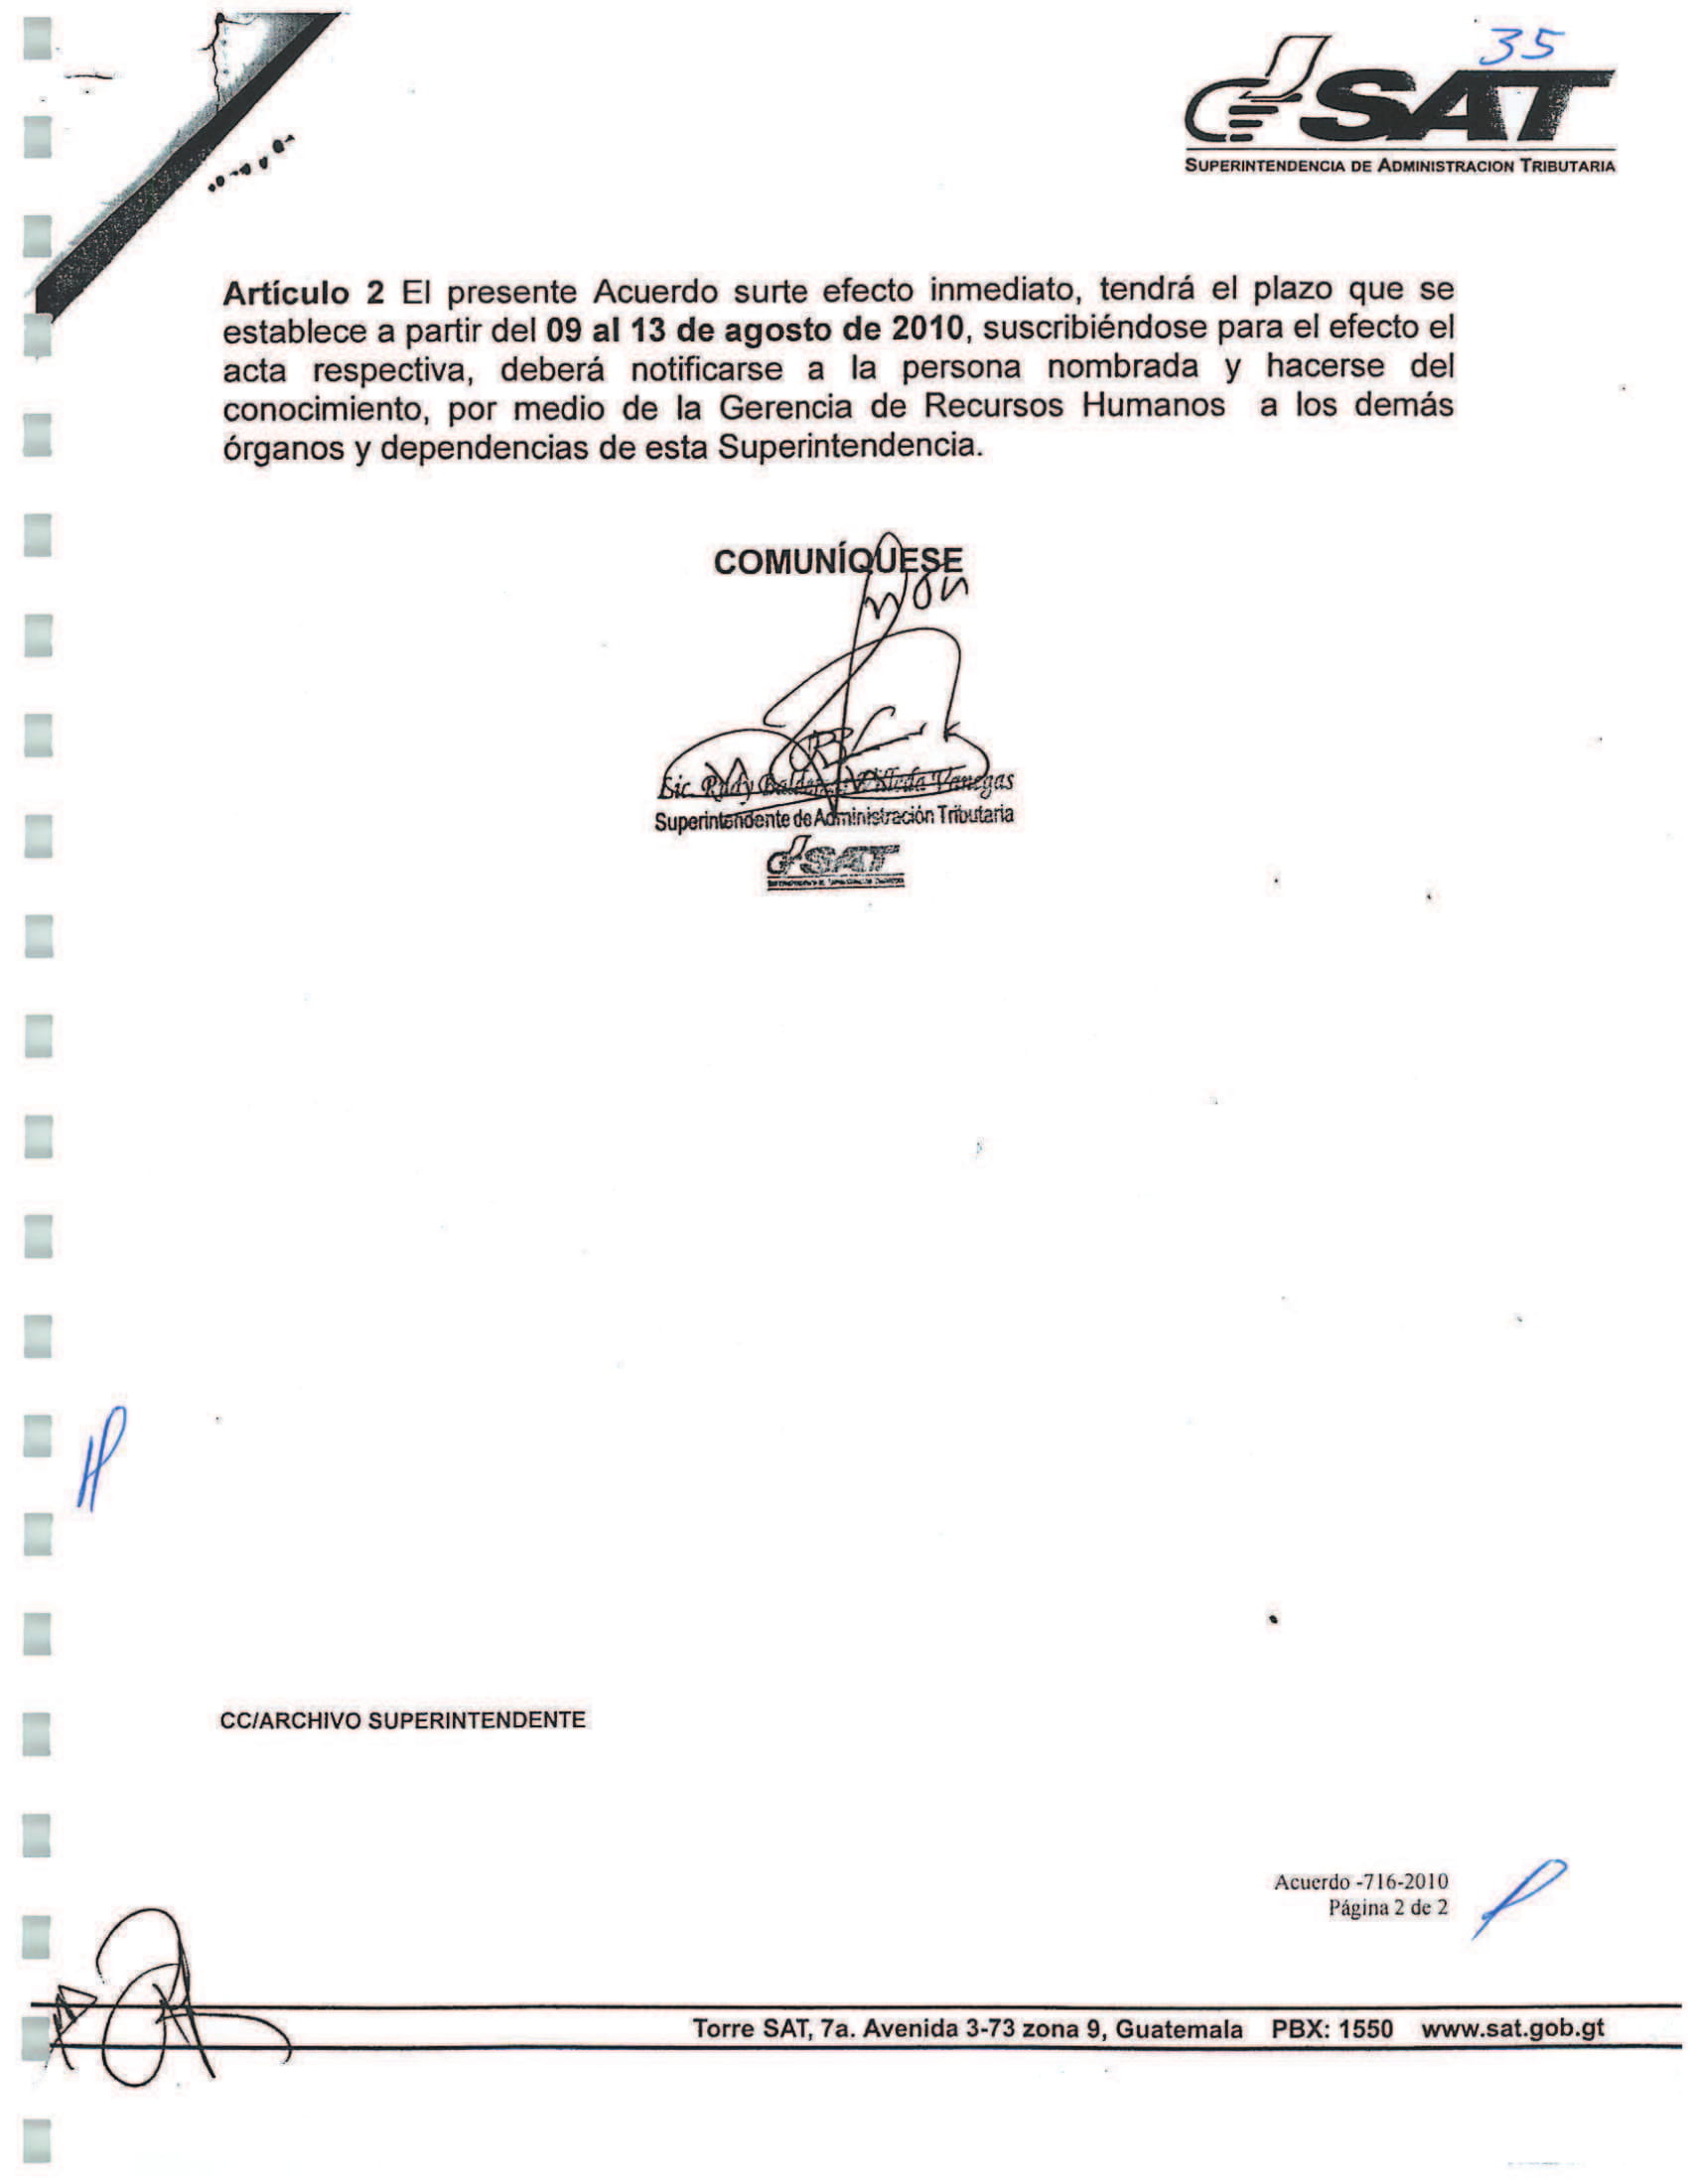 35
SAT
SUPERINTENDENCIA DE ADMINISTRACION TRIBUTARIA
Artículo 2 El presente Acuerdo surte efecto inmediato, tendrá el plazo que se
establece a partir del 09 al 13 de agosto de 2010, suscribiéndose para el efecto el
acta respectiva, deberá notificarse a la persona nombrada y hacerse del
conocimiento, por medio de la Gerencia de Recursos Humanos a los demás
órganos y dependencias de esta Superintendencia.
COMUNÍQUESE
Lic. Rudy Vanegas
Superintendente de Administración Tributaria
SAT
CC/ARCHIVO SUPERINTENDENTE
Acuerdo -716-2010
Página 2 de 2
Torre SAT, 7a. Avenida 3-73 zona 9, Guatemala PBX: 1550 www.sat.gob.gt